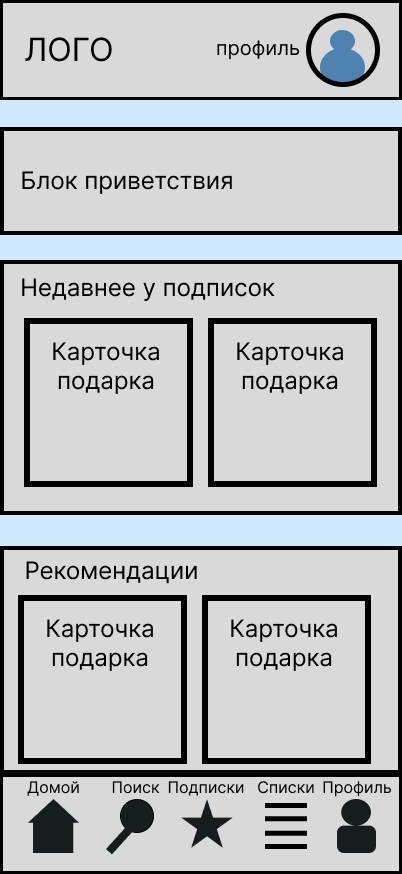 ЛОГО
профиль
Блок приветствия
Недавнее у подписок
Карточка
подарка
Карточка
подарка
Рекомендации
Карточка
подарка
Карточка
подарка
Домой Поиск Подписки Списки Профиль